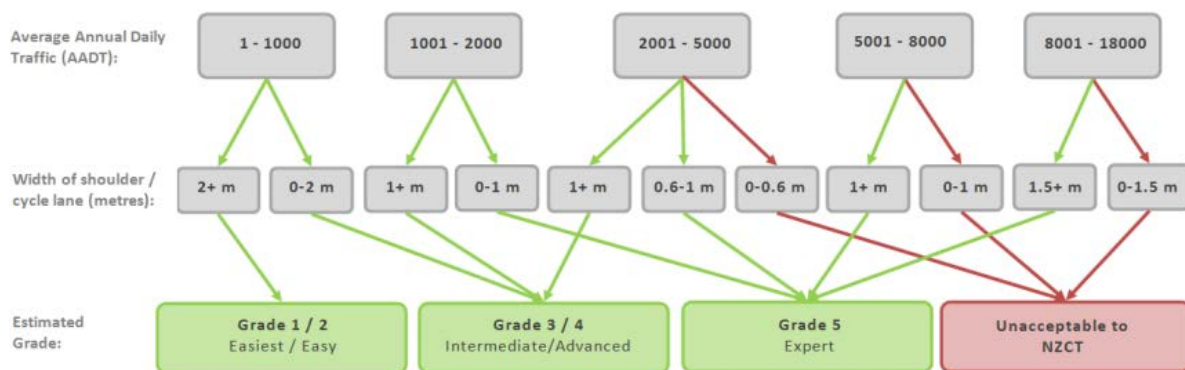 Average Annual Daily
Traffic (AADT):
1 - 1000
1001 - 2000
2001 - 5000
5001 - 8000
8001 - 18000
Width of shoulder /
cycle lane (metres):
2+ m
0-2 m
1+ m
0-1 m
1+ m
0.6-1 m
0-0.6 m
1+ m
0-1 m
1.5+ m
0-1.5 m
Estimated
Grade:
Grade 1 / 2
Easiest / Easy
Grade 3 / 4
Intermediate/Advanced
Grade 5
Expert
Unacceptable to
NZCT